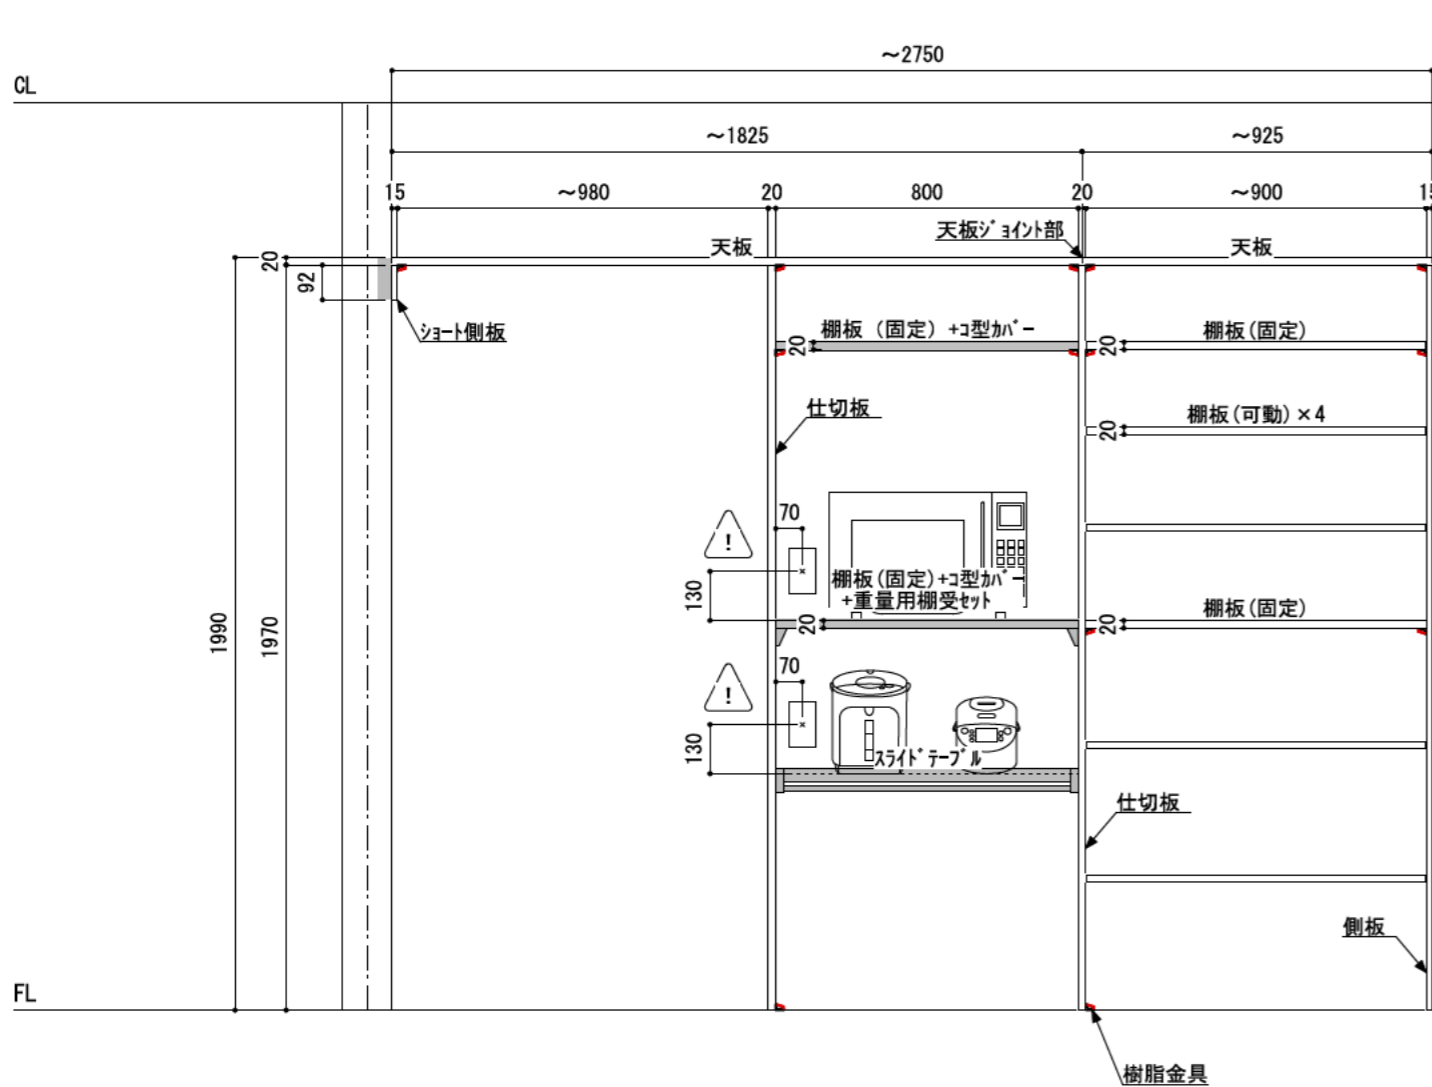 ～2750
CL
～1825
～925
15
～980
20
800
20
～900
15
天板ｼﾞｮｲﾝﾄ部
天板
天板
20
92
ｼｮｰﾄ側板
棚板（固定）+ｺ型ｶﾊﾞｰ
20
棚板(固定)
20
仕切板
棚板(可動)×4
20
70
!
130
棚板(固定)+ｺ型ｶﾊﾞｰ
+重量用棚受ｾｯﾄ
20
棚板(固定)
20
1990
1970
70
!
130
ｽﾗｲﾄﾞﾃｰﾌﾞﾙ
仕切板
側板
FL
樹脂金具